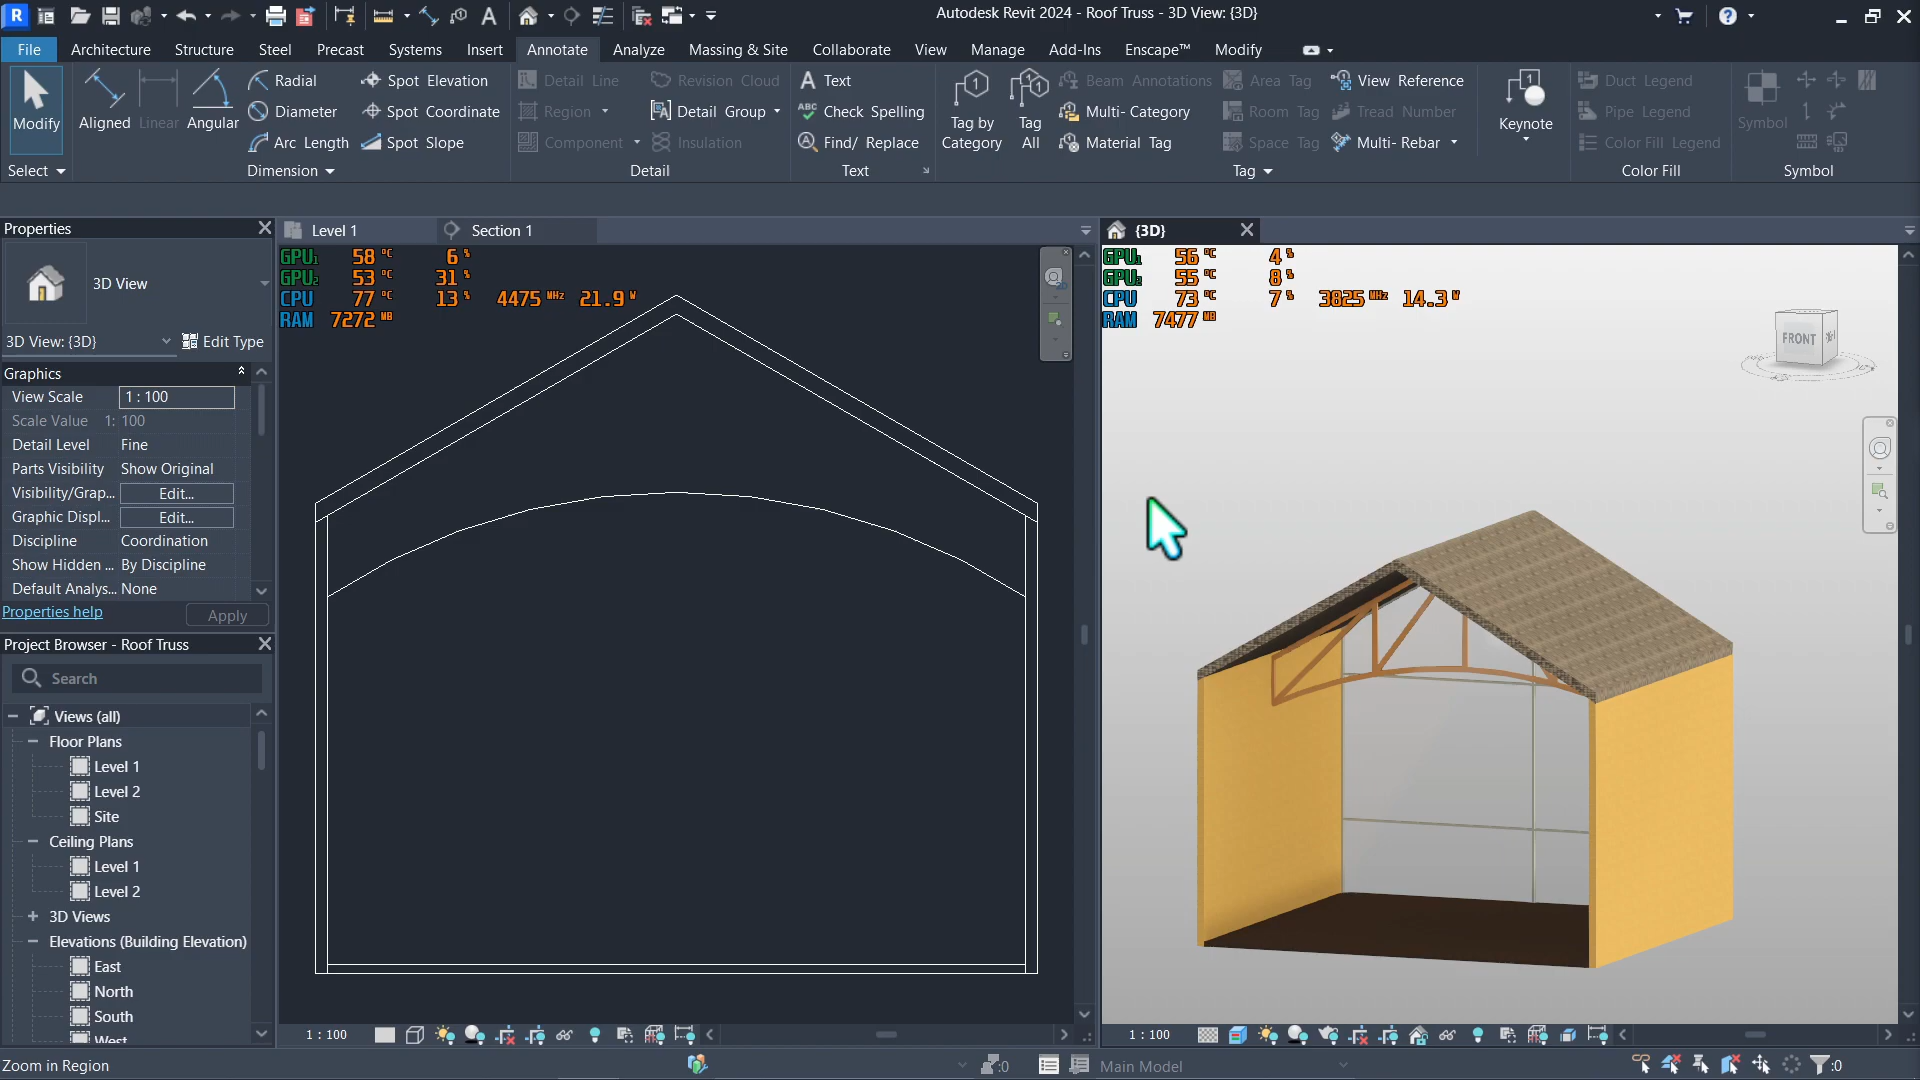 Autodesk Revit 2024 - Roof Truss - 3D View: {3D}
File Architecture Structure Steel Precast Systems Insert Annotate Analyze Massing & Site Collaborate View Manage Add-Ins Enscape™ Modify
Modify
Select
Aligned
Linear
Angular
Radial
Diameter
Arc Length
Spot Elevation
Spot Coordinate
Spot Slope
Dimension
Detail Line
Region
Component
Revision Cloud
Detail Group
Insulation
Detail
Text
Check Spelling
Find/ Replace
Text
Tag by
Category
Tag
All
Beam Annotations
Multi- Category
Material Tag
Area Tag
Room Tag
Space Tag
View Reference
Tread Number
Multi- Rebar
Tag
Keynote
Duct Legend
Pipe Legend
Color Fill Legend
Color Fill
Symbol
Symbol
Properties
3D View
3D View: {3D}
Edit Type
Graphics
View Scale 1 : 100
Scale Value 1: 100
Detail Level Fine
Parts Visibility Show Original
Visibility/Grap... Edit...
Graphic Displ... Edit...
Discipline Coordination
Show Hidden ... By Discipline
Default Analys... None
Properties help Apply
Project Browser - Roof Truss
Search
Views (all)
Floor Plans
Level 1
Level 2
Site
Ceiling Plans
Level 1
Level 2
3D Views
Elevations (Building Elevation)
East
North
South
West
Level 1 Section 1
GPU1 58 °C 6 %
GPU2 53 °C 31 %
CPU 77 °C 13 % 4475 MHz 21.9 W
RAM 7272 MB
1 : 100
{3D}
GPU1 56 °C 4 %
GPU2 55 °C 8 %
CPU 73 °C 7 % 3825 MHz 14.3 W
RAM 7477 MB
FRONT
1 : 100
Zoom in Region
:0
Main Model
:0